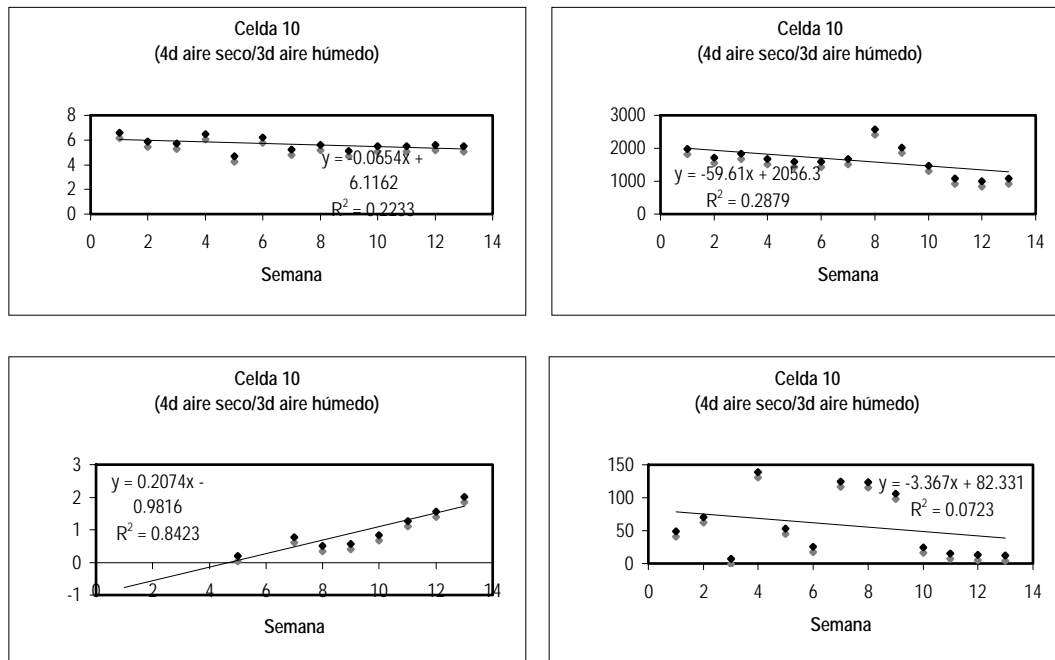 Celda 10
(4d aire seco/3d aire húmedo)
8
6
4
2
0
y = -0.0654x +
6.1162
R² = 0.2233
0 2 4 6 8 10 12 14
Semana
Celda 10
(4d aire seco/3d aire húmedo)
3000
2000
1000
0
y = -59.61x + 2056.3
R² = 0.2879
0 2 4 6 8 10 12 14
Semana
Celda 10
(4d aire seco/3d aire húmedo)
3
2
1
0
-1
y = 0.2074x -
0.9816
R² = 0.8423
0 2 4 6 8 10 12 14
Semana
Celda 10
(4d aire seco/3d aire húmedo)
150
100
50
0
y = -3.367x + 82.331
R² = 0.0723
0 2 4 6 8 10 12 14
Semana